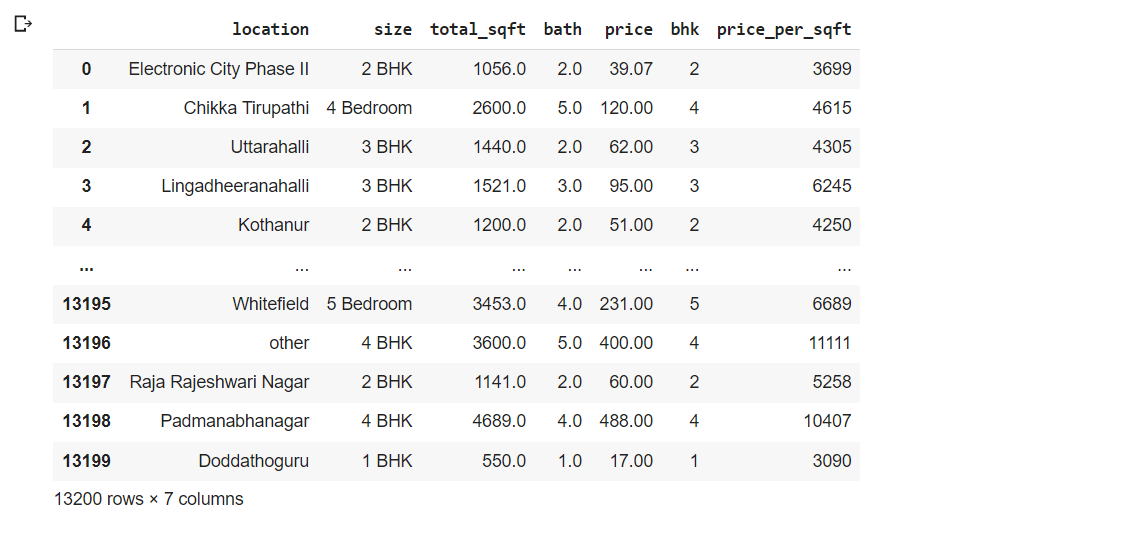 location size total_sqft bath price bhk price_per_sqft
0 Electronic City Phase II 2 BHK 1056.0 2.0 39.07 2 3699
1 Chikka Tirupathi 4 Bedroom 2600.0 5.0 120.00 4 4615
2 Uttarahalli 3 BHK 1440.0 2.0 62.00 3 4305
3 Lingadheeranahalli 3 BHK 1521.0 3.0 95.00 3 6245
4 Kothanur 2 BHK 1200.0 2.0 51.00 2 4250
... ... ... ... ... ... ... ...
13195 Whitefield 5 Bedroom 3453.0 4.0 231.00 5 6689
13196 other 4 BHK 3600.0 5.0 400.00 4 11111
13197 Raja Rajeshwari Nagar 2 BHK 1141.0 2.0 60.00 2 5258
13198 Padmanabhanagar 4 BHK 4689.0 4.0 488.00 4 10407
13199 Doddathoguru 1 BHK 550.0 1.0 17.00 1 3090
13200 rows × 7 columns